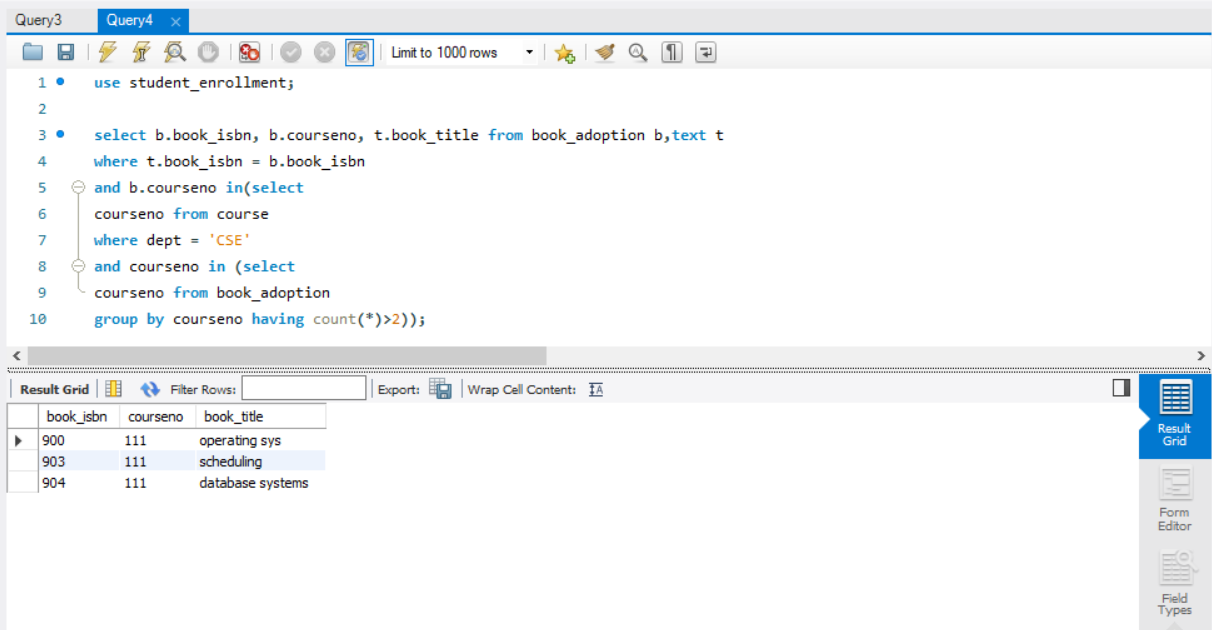 Query3 Query4
Limit to 1000 rows
1 use student_enrollment;
2
3 select b.book_isbn, b.courseno, t.book_title from book_adoption b,text t
4 where t.book_isbn = b.book_isbn
5 and b.courseno in(select
6 courseno from course
7 where dept = 'CSE'
8 and courseno in (select
9 courseno from book_adoption
10 group by courseno having count(*)>2));
Result Grid Filter Rows: Export: Wrap Cell Content: IA
book_isbn courseno book_title
900 111 operating sys
903 111 scheduling
904 111 database systems
Result
Grid
Form
Editor
Field
Types